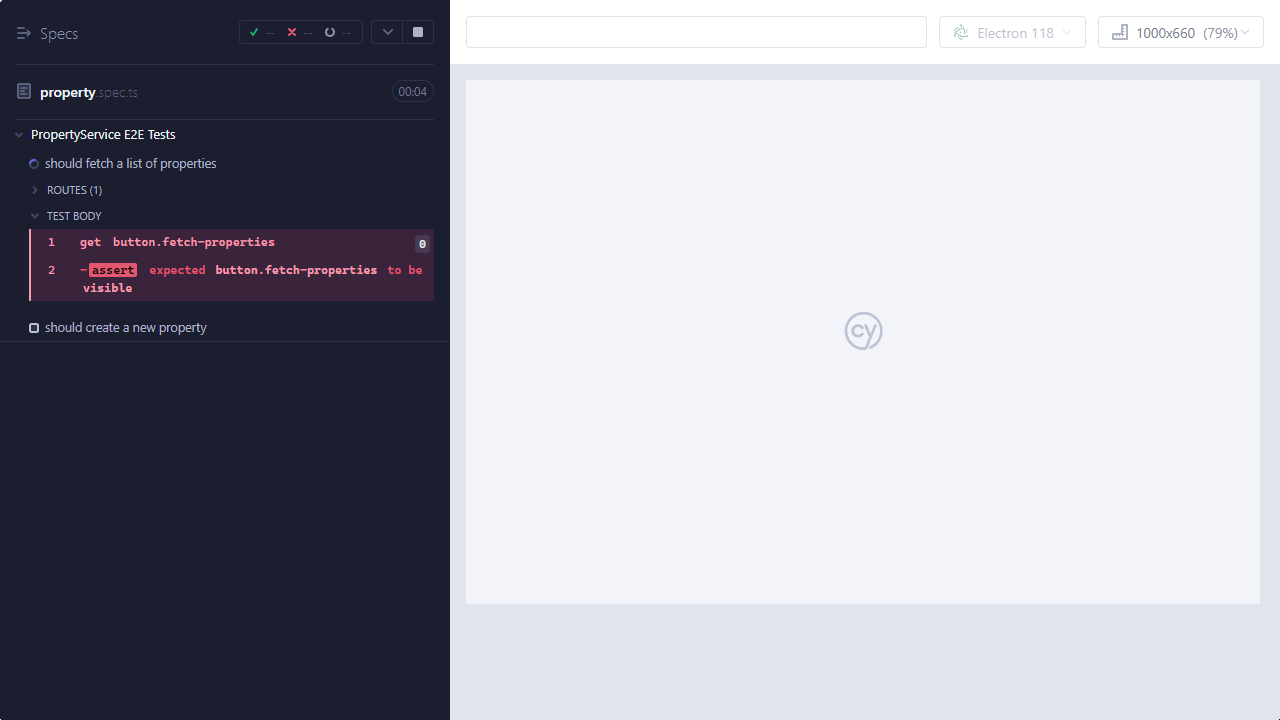 Specs
-- -- --
property.spec.ts 00:04
PropertyService E2E Tests
should fetch a list of properties
ROUTES (1)
TEST BODY
1 get button.fetch-properties 0
2 -assert expected button.fetch-properties to be
visible
should create a new property
Electron 118
1000x660 (79%)
cy